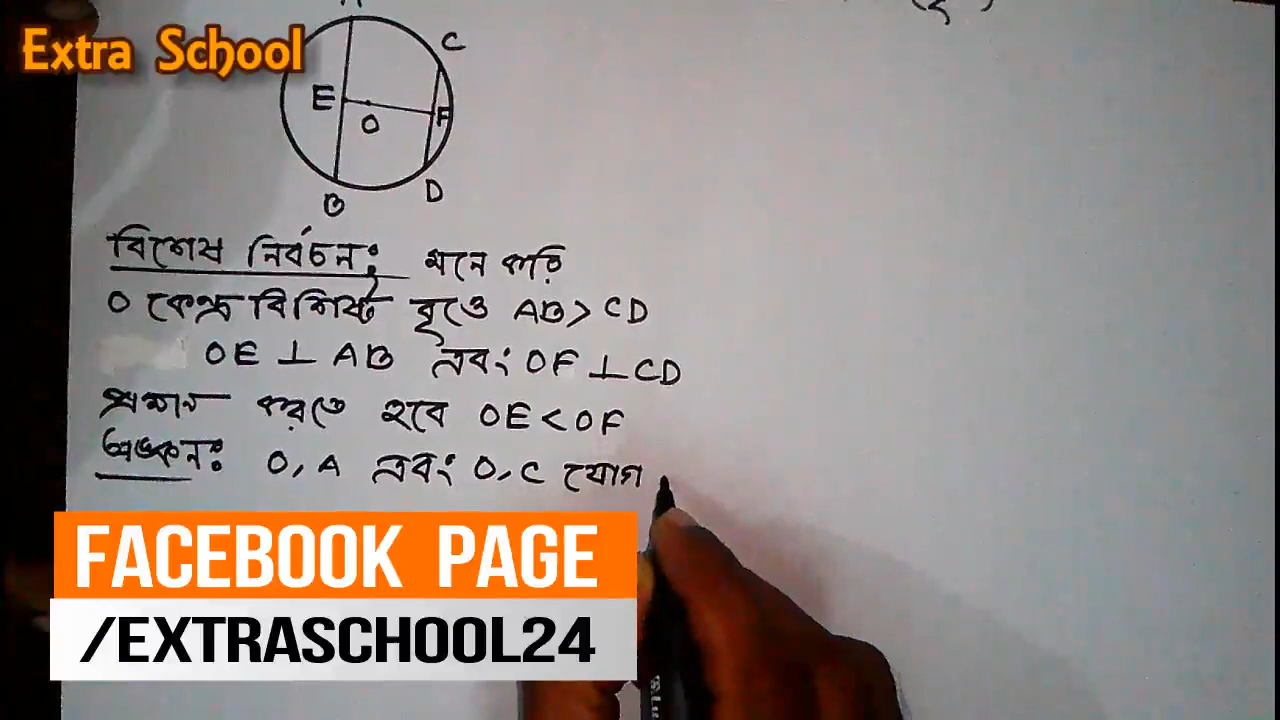 Extra School
C
E
O
F
B
D
বিশেষ নির্বচন: মনে করি
O কেন্দ্র বিশিষ্ট বৃত্তে AB > CD
OE ⊥ AB এবং OF ⊥ CD
প্রমাণ করতে হবে OE < OF
অঙ্কন: O, A এবং O, C যোগ
FACEBOOK PAGE
/EXTRASCHOOL24